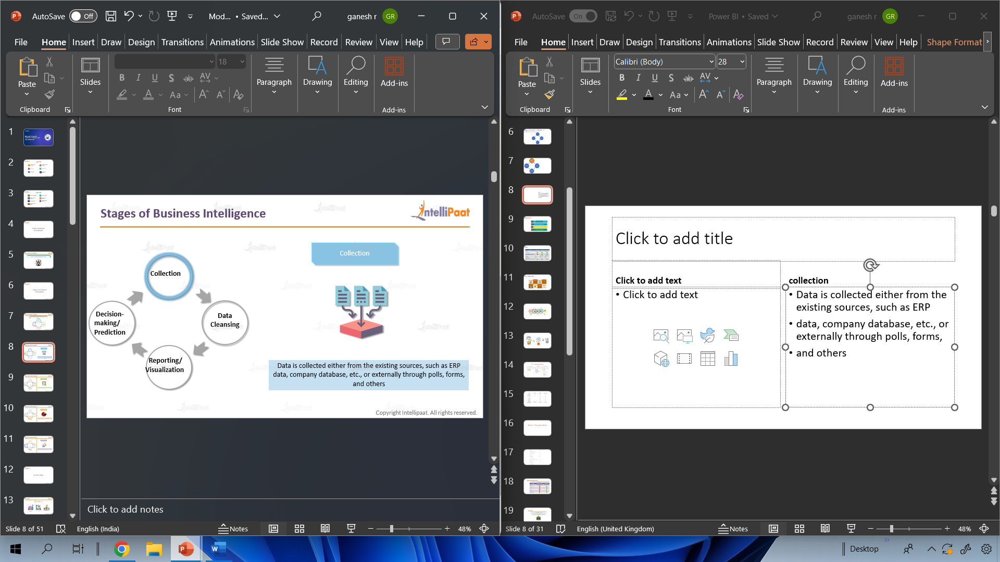 AutoSave Off Mod... • Saved... ganesh r GR
File Home Insert Draw Design Transitions Animations Slide Show Record Review View Help
Paste Slides 18 Paragraph Drawing Editing Add-ins
B I U S ab AV
A Aa A A A
Clipboard Font Add-ins
1
2
3
4
5
6
7
8
9
10
11
12
13
Stages of Business Intelligence
IntelliPaat
Collection
Collection
Data
Cleansing
Reporting/
Visualization
Decision-
making/
Prediction
Data is collected either from the existing sources, such as ERP
data, company database, etc., or externally through polls, forms,
and others
Copyright Intellipaat. All rights reserved.
Click to add notes
Slide 8 of 51 English (India) Notes 48%
AutoSave On Power BI • Saved ganesh r GR
File Home Insert Draw Design Transitions Animations Slide Show Record Review View Help Shape Format
Paste Slides Calibri (Body) 28 Paragraph Drawing Editing Add-ins
B I U S ab AV
A Aa A A A
Clipboard Font Add-ins
6
7
8
9
10
11
12
13
14
15
16
17
18
19
Click to add title
Click to add text
• Click to add text
collection
• Data is collected either from the
existing sources, such as ERP
• data, company database, etc., or
externally through polls, forms,
• and others
Slide 8 of 31 English (United Kingdom) Notes 48%
Desktop